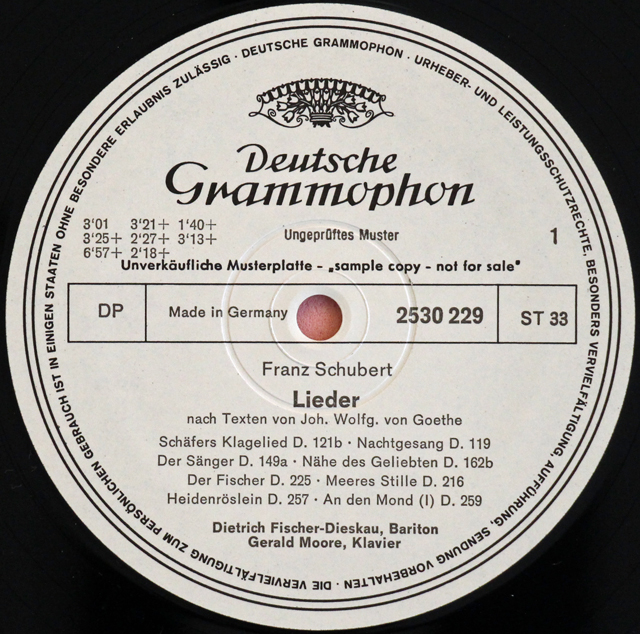 DIE VERVIELFÄLTIGUNG ZUM PERSÖNLICHEN GEBRAUCH IST IN EINIGEN STAATEN OHNE BESONDERE ERLAUBNIS ZULÄSSIG · DEUTSCHE GRAMMOPHON · URHEBER- UND LEISTUNGSSCHUTZRECHTE, BESONDERS VERVIELFÄLTIGUNG, AUFFÜHRUNG, SENDUNG VORBEHALTEN ·
Deutsche
Grammophon
3'01 3'21+ 1'40+
3'25+ 2'27+ 3'13+
6'57+ 2'18+
Ungeprüftes Muster
1
Unverkäufliche Musterplatte - „sample copy - not for sale"
DP Made in Germany 2530 229 ST 33
Franz Schubert
Lieder
nach Texten von Joh. Wolfg. von Goethe
Schäfers Klagelied D. 121b · Nachtgesang D. 119
Der Sänger D. 149a · Nähe des Geliebten D. 162b
Der Fischer D. 225 · Meeres Stille D. 216
Heidenröslein D. 257 · An den Mond (I) D. 259
Dietrich Fischer-Dieskau, Bariton
Gerald Moore, Klavier